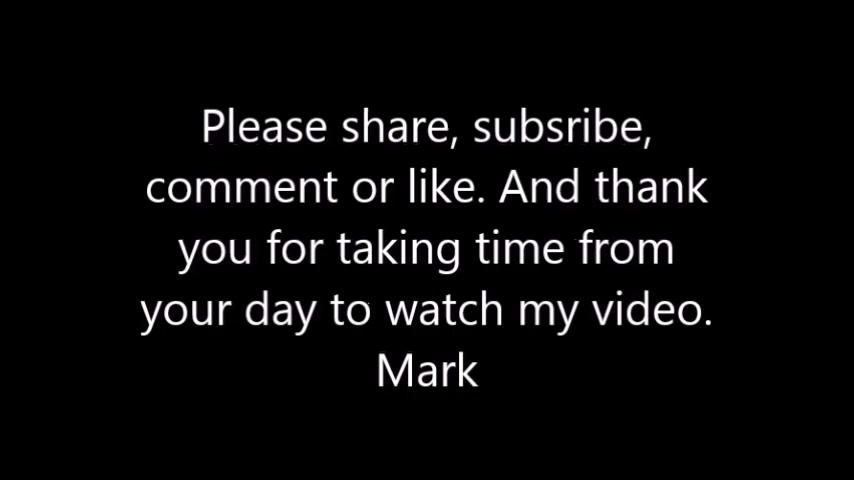 Please share, subsribe,
comment or like. And thank
you for taking time from
your day to watch my video.
Mark